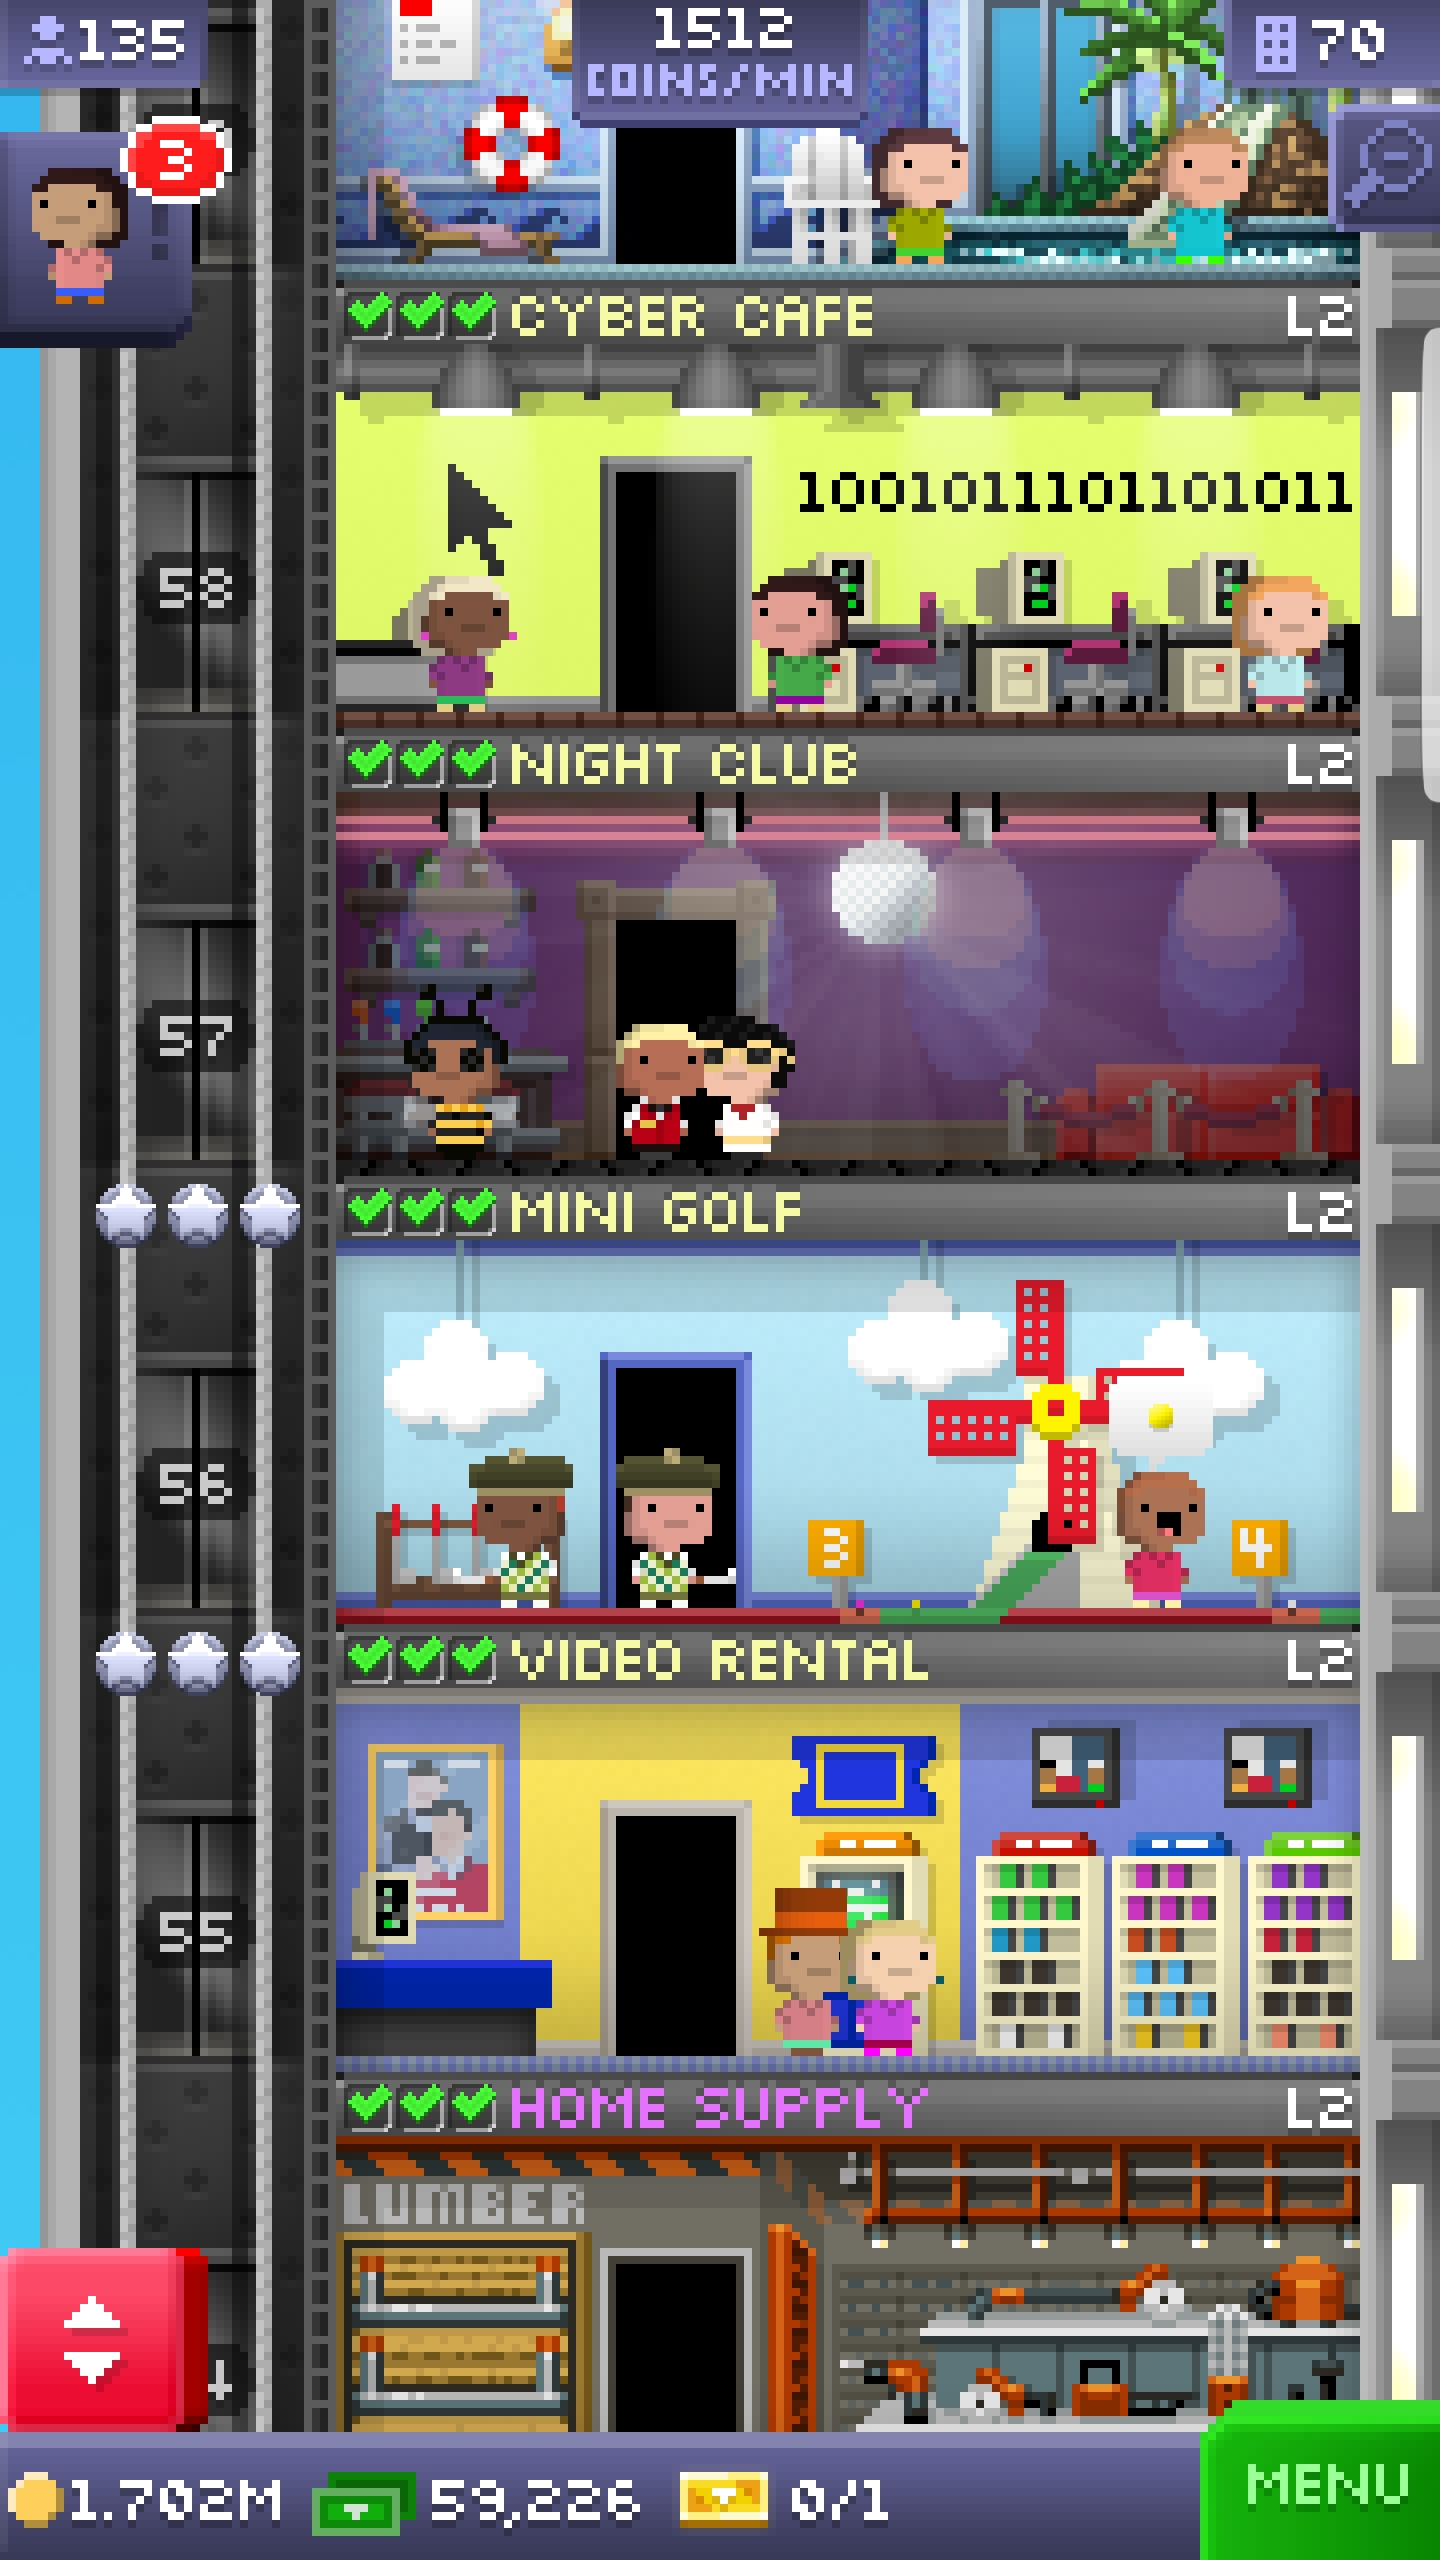 135
1512
COINS/MIN
70
3
CYBER CAFE L2
1001011101101011
58
NIGHT CLUB L2
57
MINI GOLF L2
56
3
4
VIDEO RENTAL L2
55
HOME SUPPLY L2
LUMBER
1.702M
59,226
0/1
MENU